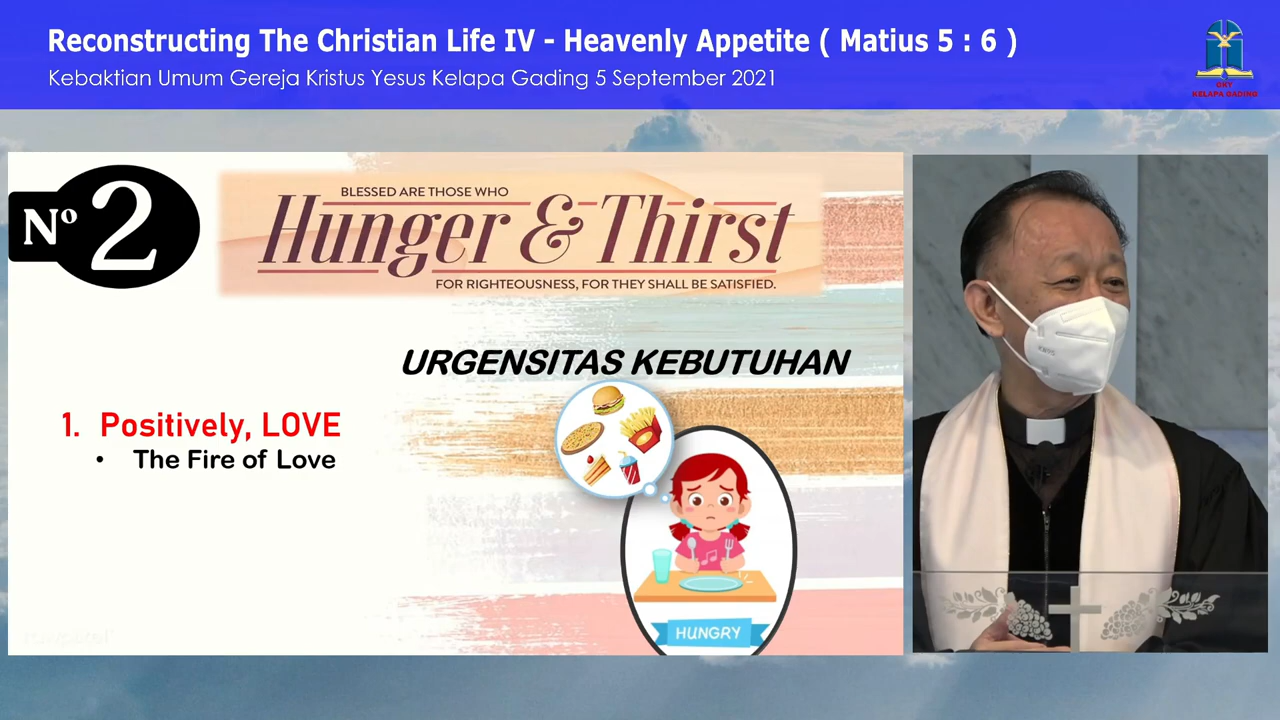 Reconstructing The Christian Life IV - Heavenly Appetite ( Matius 5 : 6 )
Kebaktian Umum Gereja Kristus Yesus Kelapa Gading 5 September 2021
GKY
KELAPA GADING
Nº 2
BLESSED ARE THOSE WHO
Hunger & Thirst
FOR RIGHTEOUSNESS, FOR THEY SHALL BE SATISFIED.
URGENSITAS KEBUTUHAN
1. Positively, LOVE
• The Fire of Love
HUNGRY